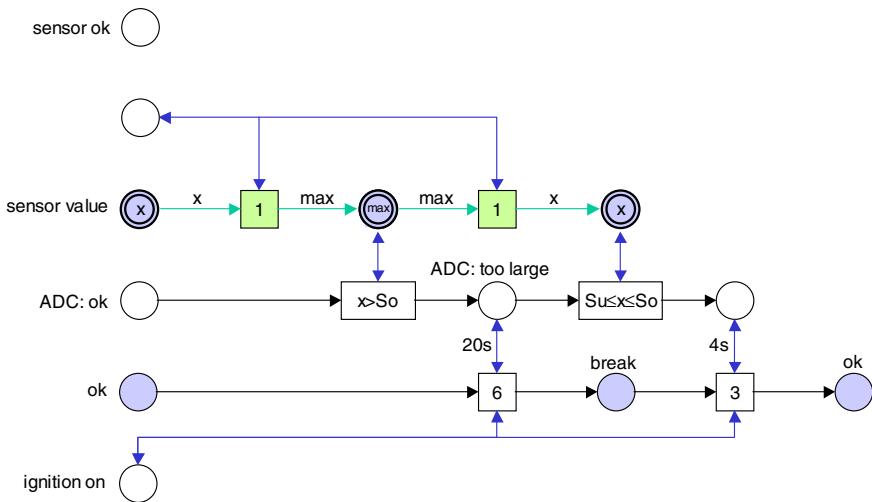 sensor ok
x max max x
sensor value x 1 max 1 x
ADC: too large
ADC: ok x>So Su≤x≤So
20s 4s
break ok
ok 6 3
ignition on